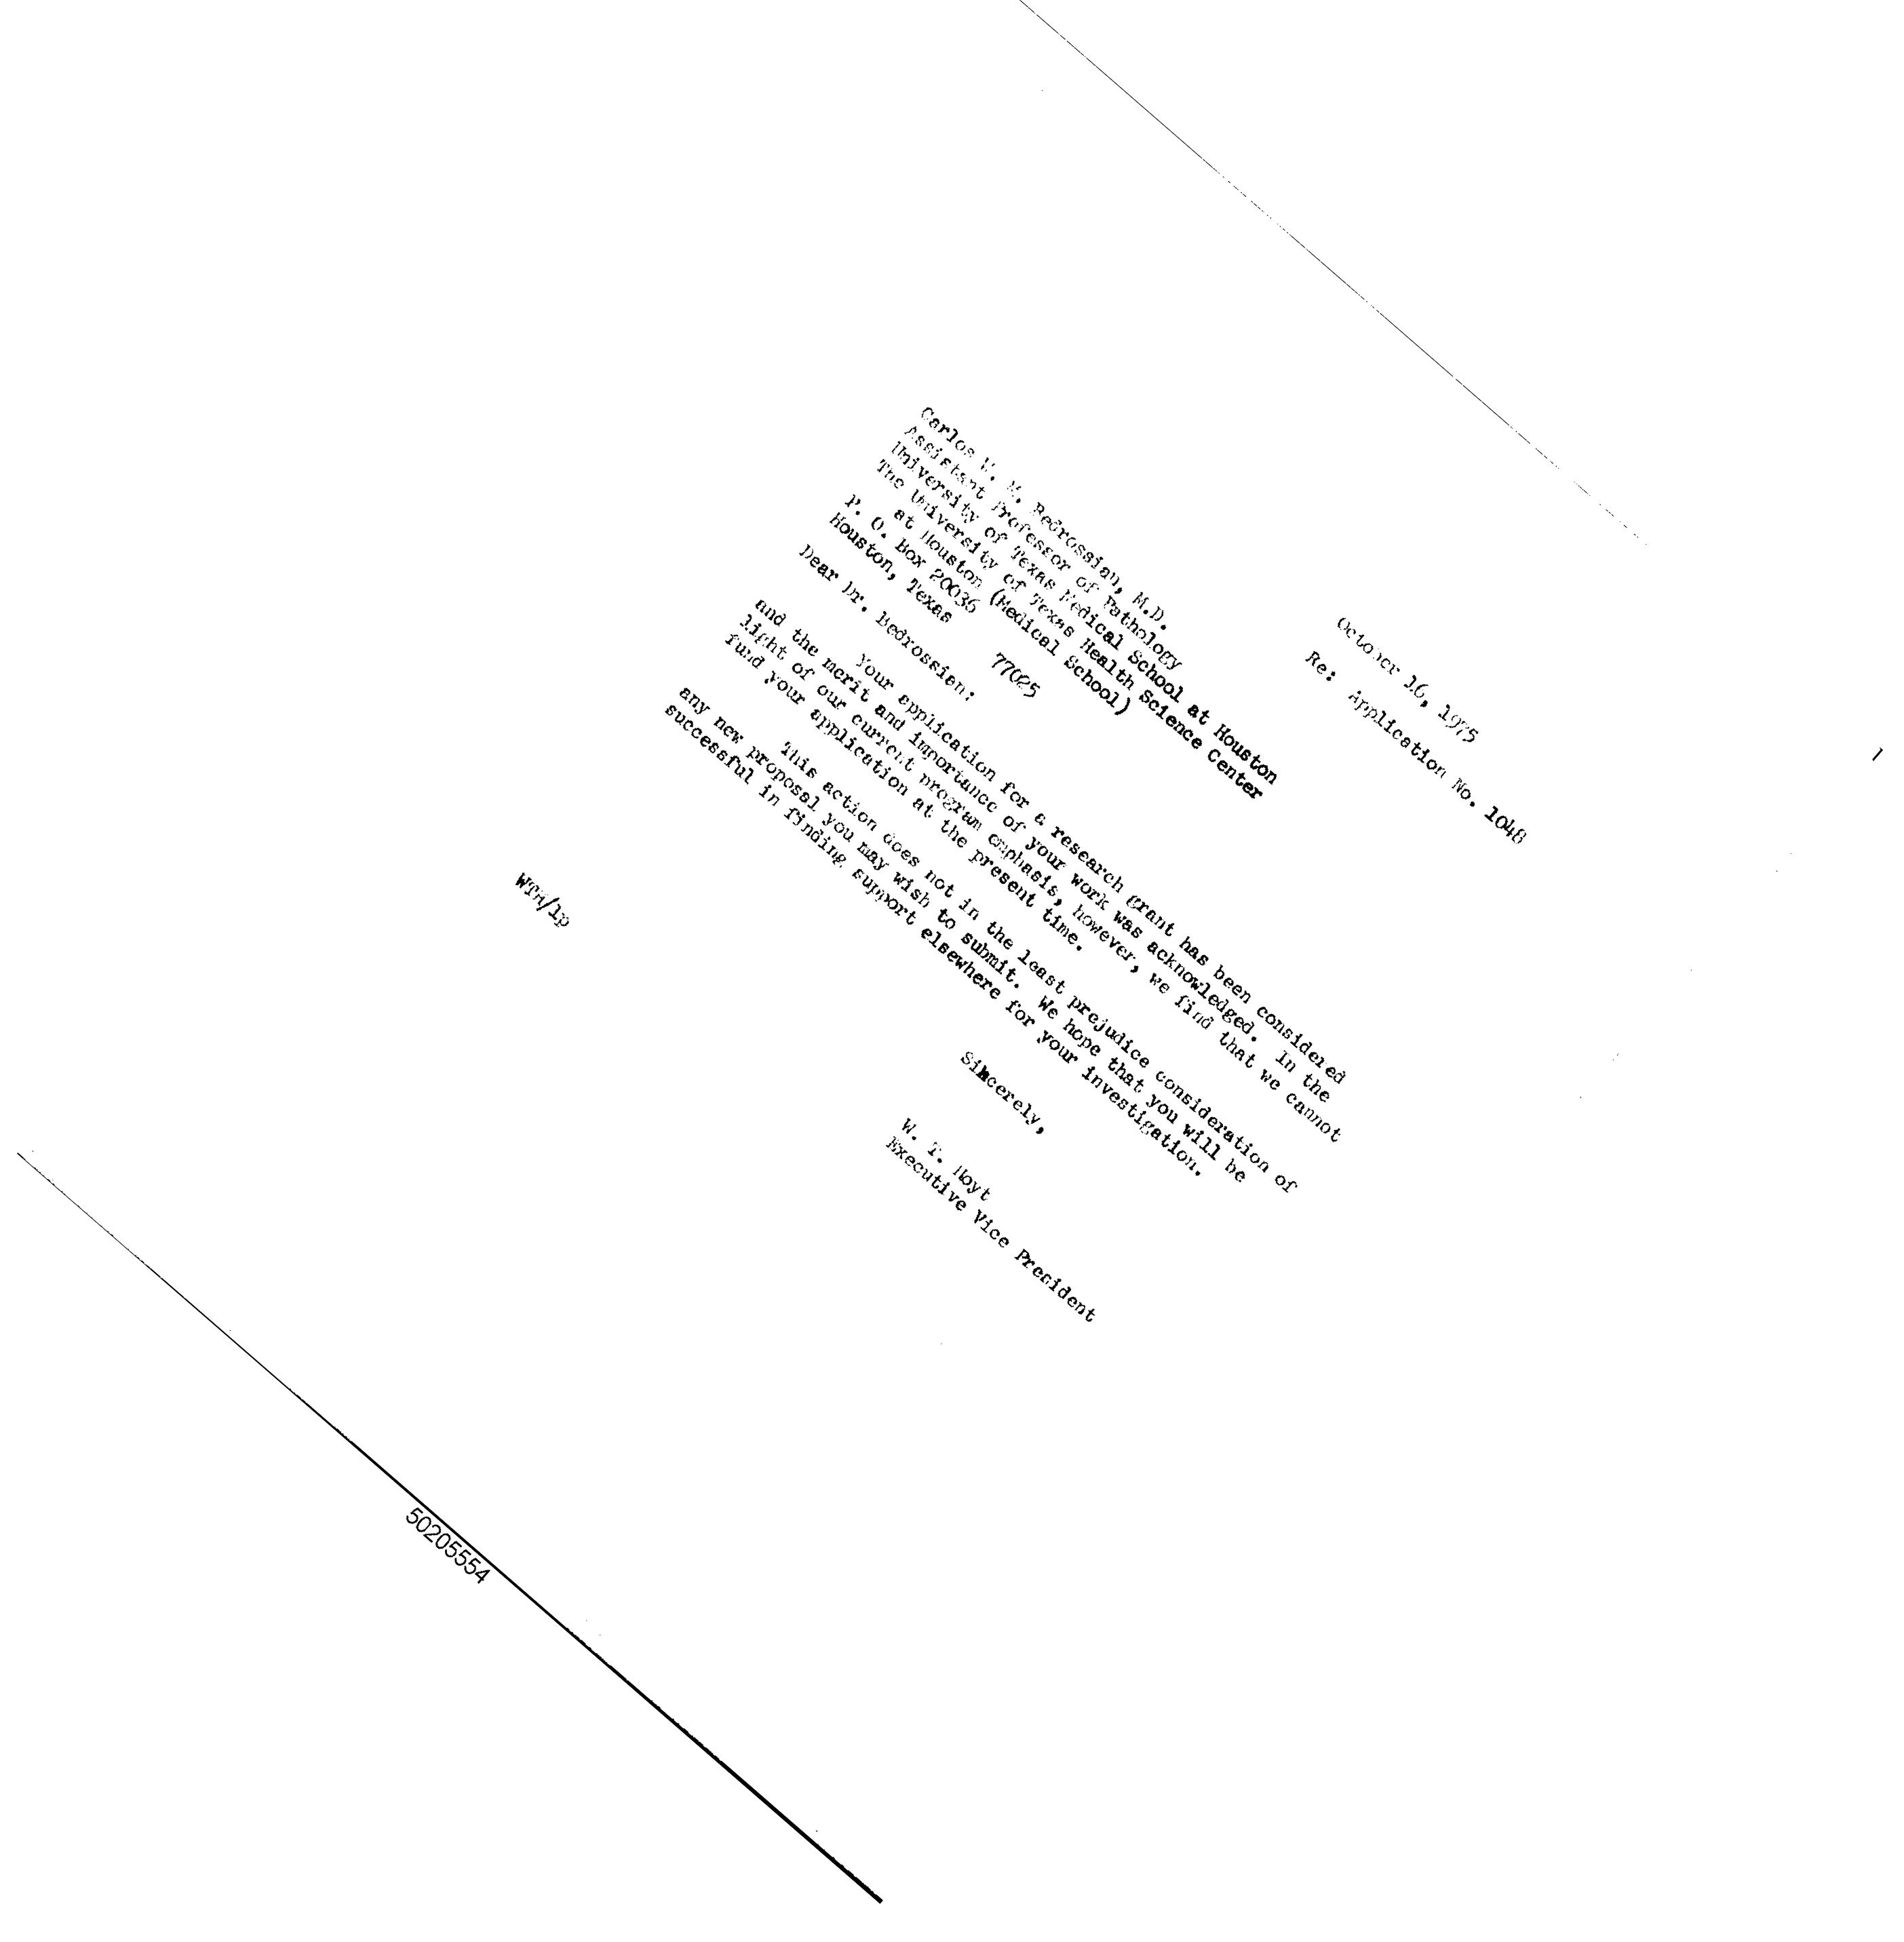 October 16, 1975
Re: Application No. 1048
Carlos W. M. Bedrossian, M.D.
Assistant Professor of Pathology
University of Texas Medical School at Houston
The University of Texas Health Science Center
at Houston (Medical School)
P. O. Box 20036
Houston, Texas 77025
Dear Dr. Bedrossian:
Your application for a research grant has been considered
and the merit and importance of your work was acknowledged. In the
light of our current program emphasis, however, we find that we cannot
fund your application at the present time.
This action does not in the least prejudice consideration of
any new proposal you may wish to submit. We hope that you will be
successful in finding support elsewhere for your investigation.
Sincerely,
W. T. Hoyt
Executive Vice President
WTH/lp
50205554